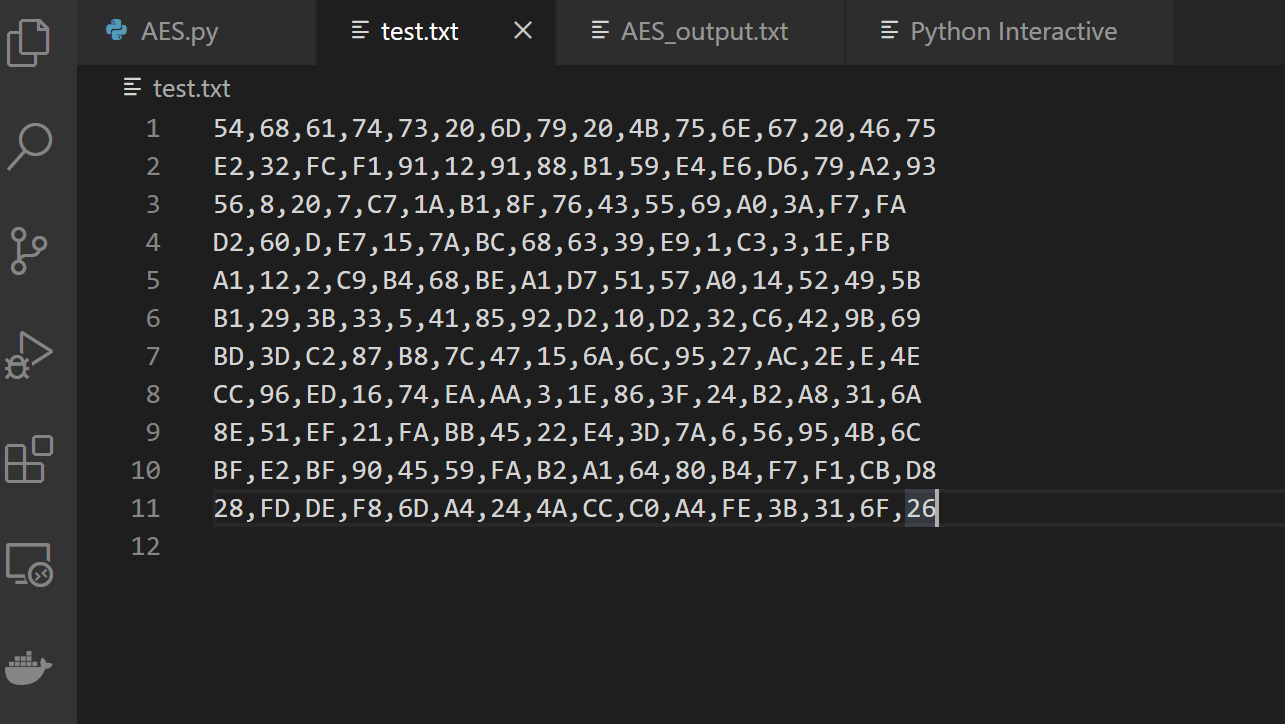 AES.py test.txt AES_output.txt Python Interactive
test.txt
1 54,68,61,74,73,20,6D,79,20,4B,75,6E,67,20,46,75
2 E2,32,FC,F1,91,12,91,88,B1,59,E4,E6,D6,79,A2,93
3 56,8,20,7,C7,1A,B1,8F,76,43,55,69,A0,3A,F7,FA
4 D2,60,D,E7,15,7A,BC,68,63,39,E9,1,C3,3,1E,FB
5 A1,12,2,C9,B4,68,BE,A1,D7,51,57,A0,14,52,49,5B
6 B1,29,3B,33,5,41,85,92,D2,10,D2,32,C6,42,9B,69
7 BD,3D,C2,87,B8,7C,47,15,6A,6C,95,27,AC,2E,E,4E
8 CC,96,ED,16,74,EA,AA,3,1E,86,3F,24,B2,A8,31,6A
9 8E,51,EF,21,FA,BB,45,22,E4,3D,7A,6,56,95,4B,6C
10 BF,E2,BF,90,45,59,FA,B2,A1,64,80,B4,F7,F1,CB,D8
11 28,FD,DE,F8,6D,A4,24,4A,CC,C0,A4,FE,3B,31,6F,26
12